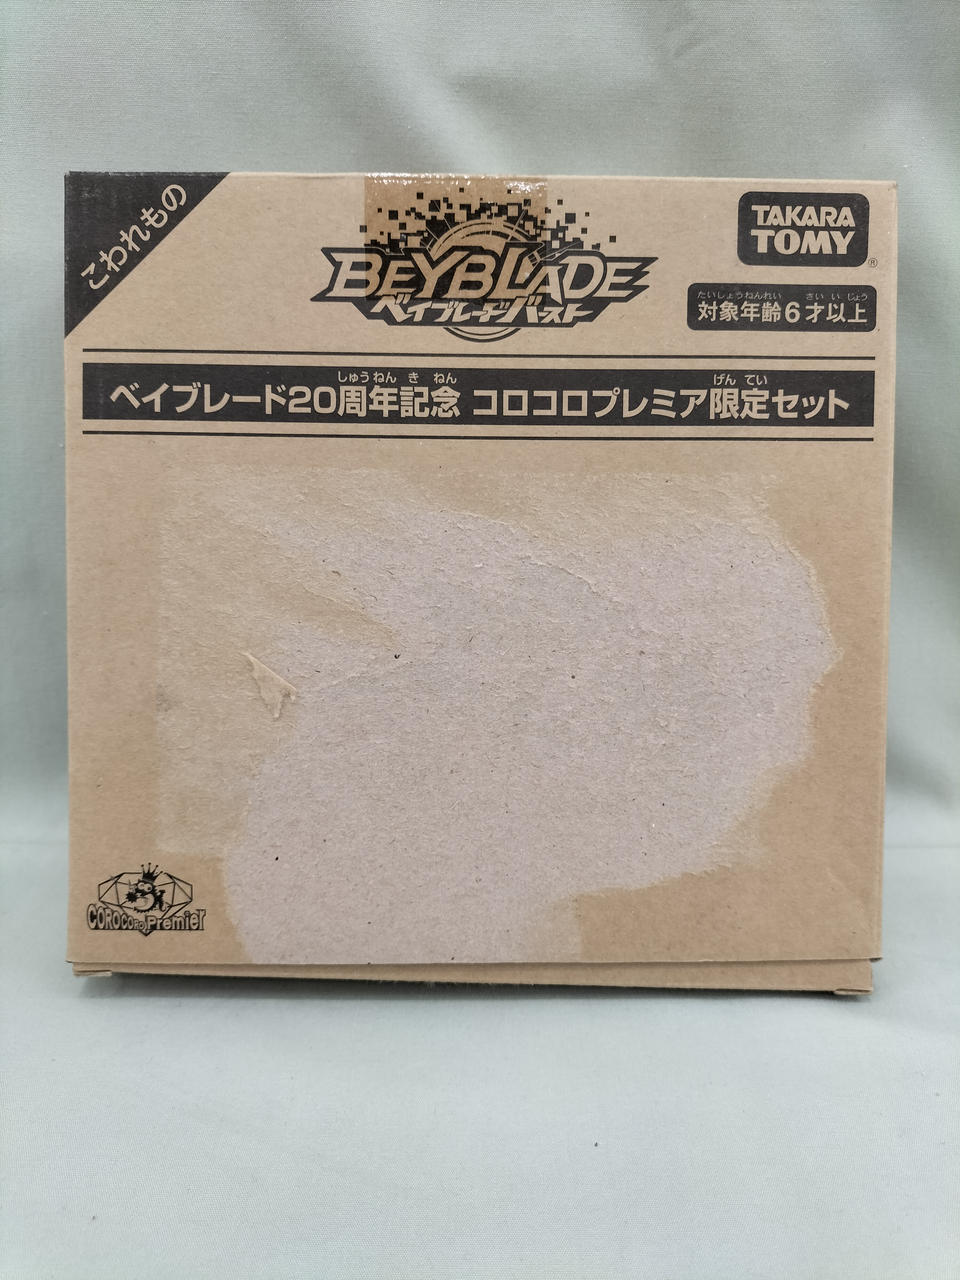 こわれもの
BEYBLADE
ベイブレードバースト
TAKARA
TOMY
®
たいしょうねんれい さい い じょう
対象年齢6才以上
しゅうねん き ねん げん てい
ベイブレード20周年記念 コロコロプレミア限定セット
COROCORO Premier